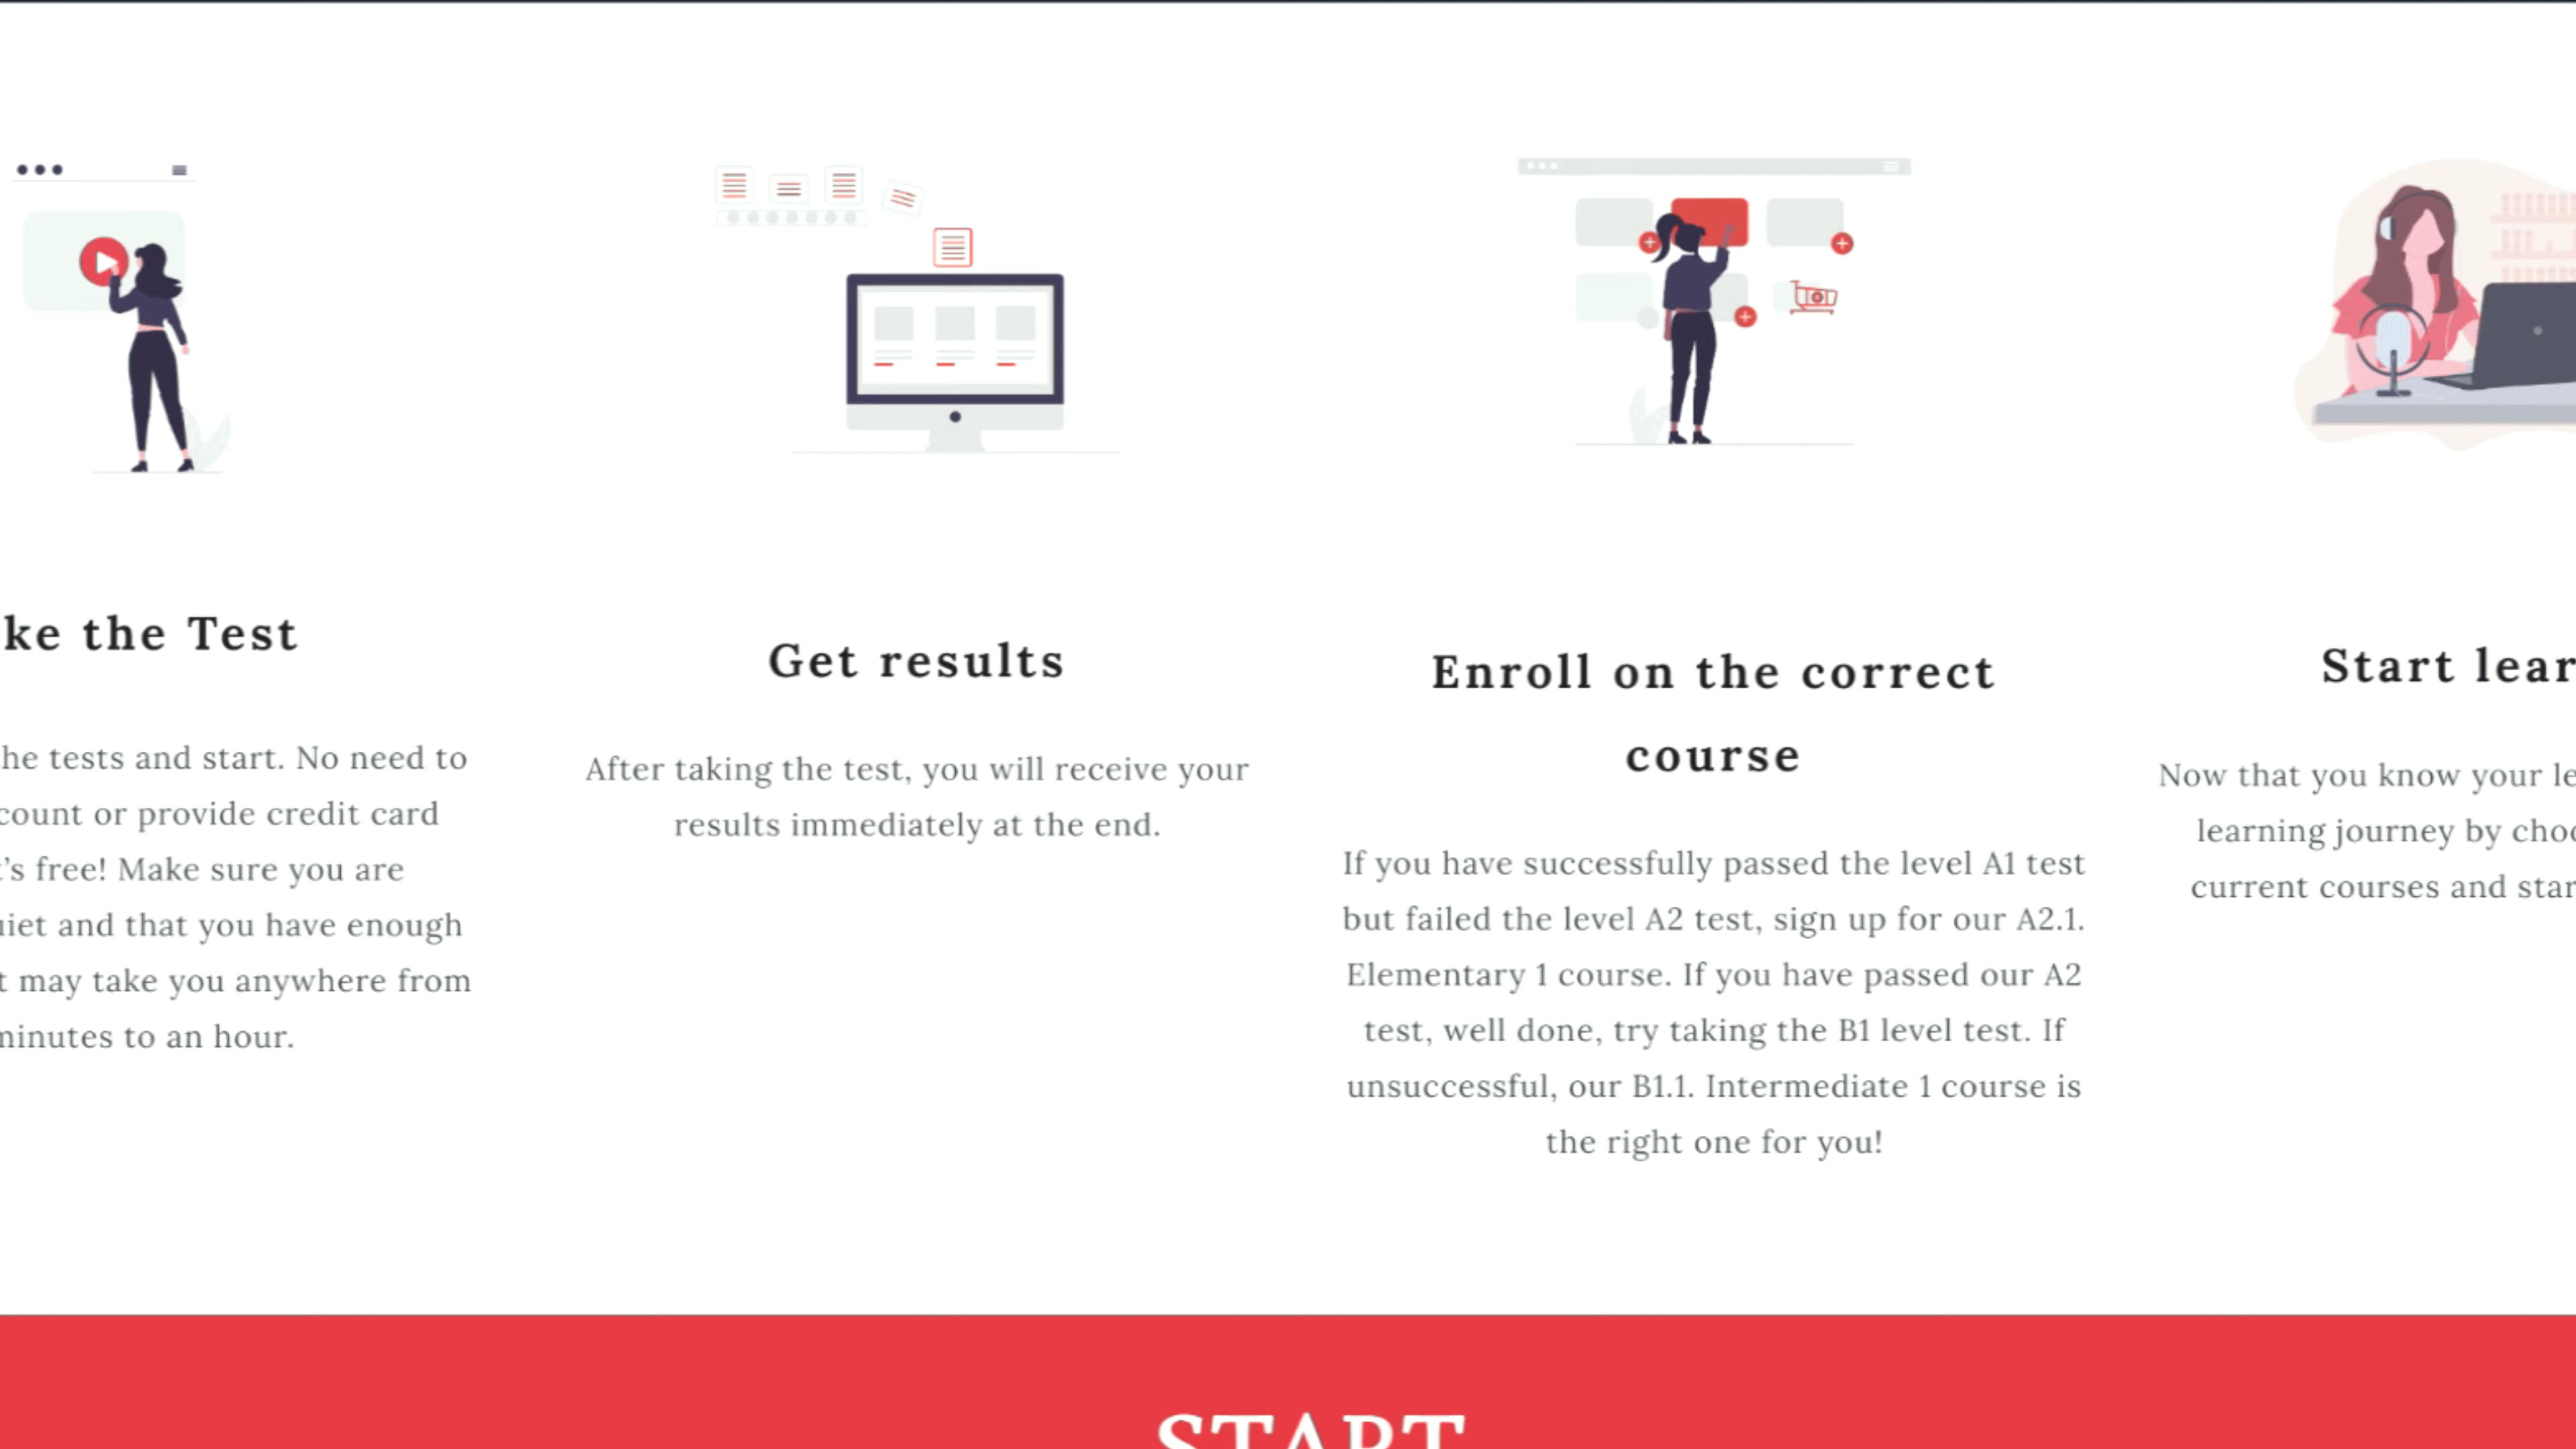 ke the Test
he tests and start. No need to
count or provide credit card
t's free! Make sure you are
uiet and that you have enough
t may take you anywhere from
minutes to an hour.
Get results
After taking the test, you will receive your
results immediately at the end.
Enroll on the correct
course
If you have successfully passed the level A1 test
but failed the level A2 test, sign up for our A2.1.
Elementary 1 course. If you have passed our A2
test, well done, try taking the B1 level test. If
unsuccessful, our B1.1. Intermediate 1 course is
the right one for you!
Start lear
Now that you know your le
learning journey by choo
current courses and star
START